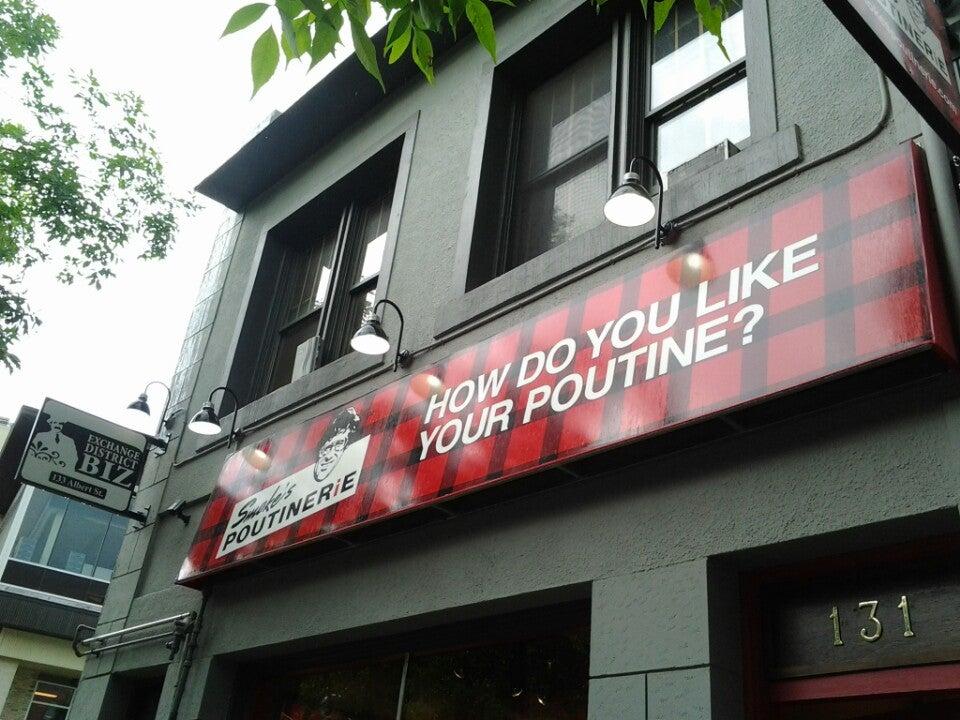 HOW DO YOU LIKE
YOUR POUTINE?
Smoke's
POUTINERiE
EXCHANGE
DISTRICT
BIZ
133 Albert St.
131